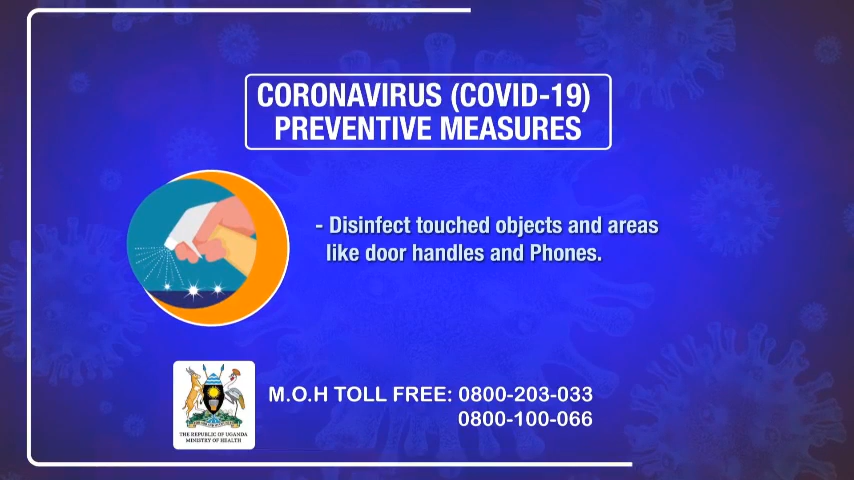 CORONAVIRUS (COVID-19)
PREVENTIVE MEASURES
- Disinfect touched objects and areas
like door handles and Phones.
THE REPUBLIC OF UGANDA
MINISTRY OF HEALTH
M.O.H TOLL FREE: 0800-203-033
0800-100-066